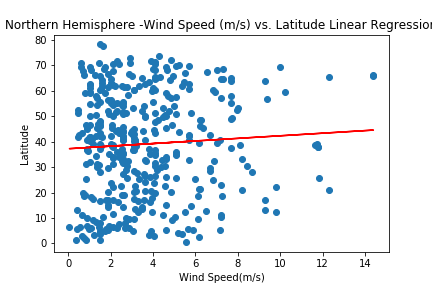 Northern Hemisphere -Wind Speed (m/s) vs. Latitude Linear Regression
80
70
60
50
40
30
20
10
0
Latitude
0 2 4 6 8 10 12 14
Wind Speed(m/s)